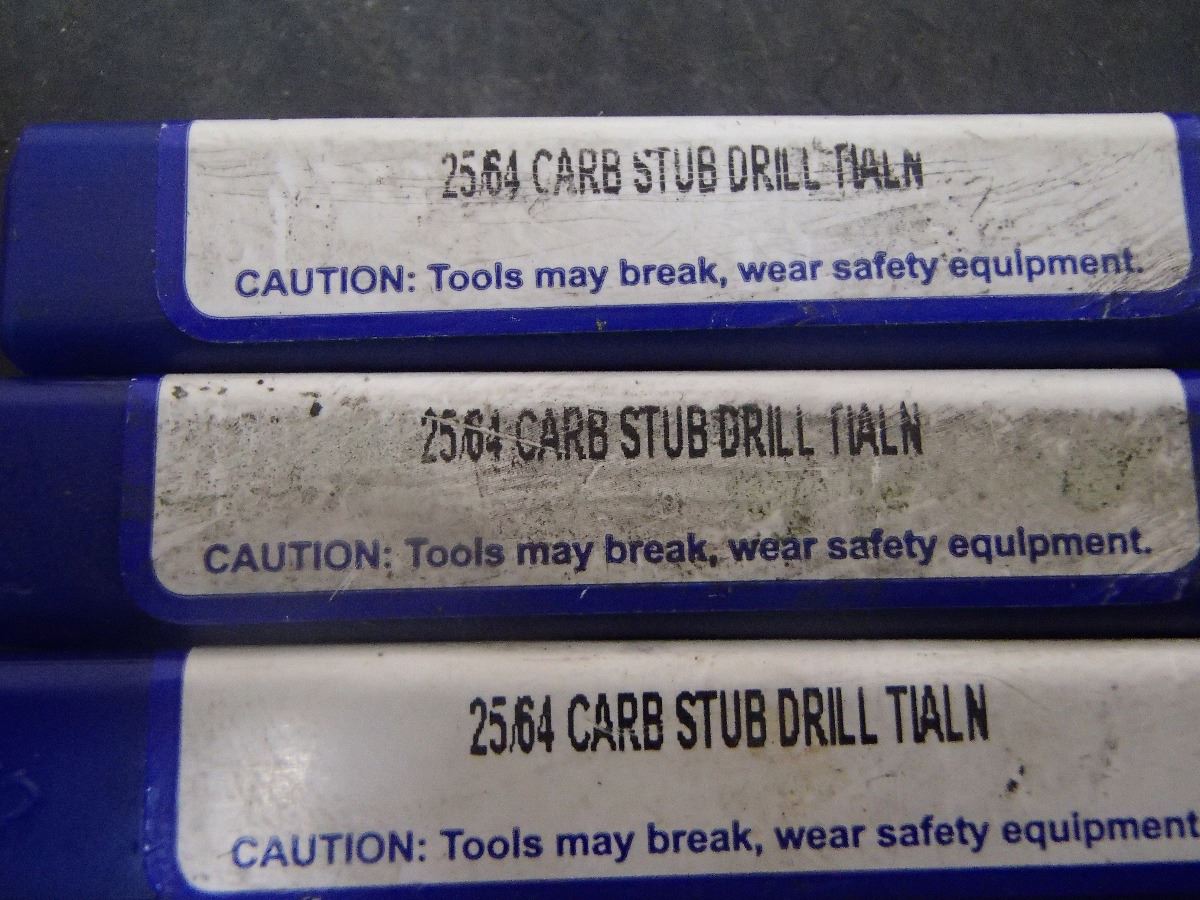 25/64 CARB STUB DRILL TIALN
CAUTION: Tools may break, wear safety equipment.
25/64 CARB STUB DRILL TIALN
CAUTION: Tools may break, wear safety equipment.
25/64 CARB STUB DRILL TIALN
CAUTION: Tools may break, wear safety equipment